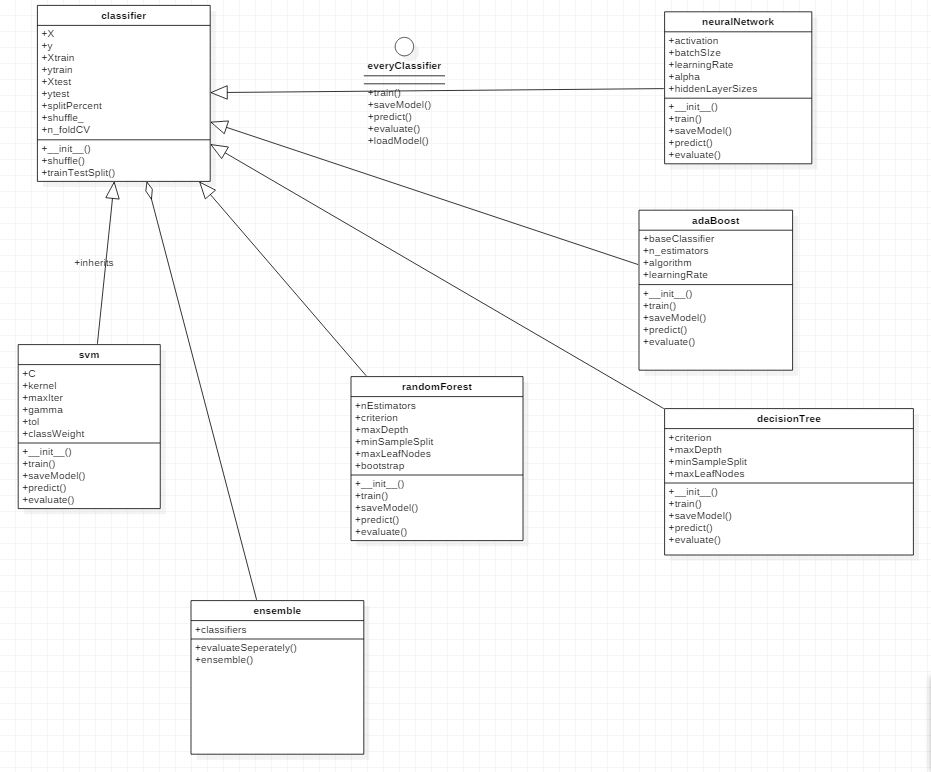 classifier
+X
+y
+Xtrain
+ytrain
+Xtest
+ytest
+splitPercent
+shuffle_
+n_foldCV
+__init__()
+shuffle()
+trainTestSplit()
everyClassifier
+train()
+saveModel()
+predict()
+evaluate()
+loadModel()
neuralNetwork
+activation
+batchSIze
+learningRate
+alpha
+hiddenLayerSizes
+__init__()
+train()
+saveModel()
+predict()
+evaluate()
adaBoost
+baseClassifier
+n_estimators
+algorithm
+learningRate
+__init__()
+train()
+saveModel()
+predict()
+evaluate()
+inherits
svm
+C
+kernel
+maxIter
+gamma
+tol
+classWeight
+__init__()
+train()
+saveModel()
+predict()
+evaluate()
randomForest
+nEstimators
+criterion
+maxDepth
+minSampleSplit
+maxLeafNodes
+bootstrap
+__init__()
+train()
+saveModel()
+predict()
+evaluate()
decisionTree
+criterion
+maxDepth
+minSampleSplit
+maxLeafNodes
+__init__()
+train()
+saveModel()
+predict()
+evaluate()
ensemble
+classifiers
+evaluateSeperately()
+ensemble()